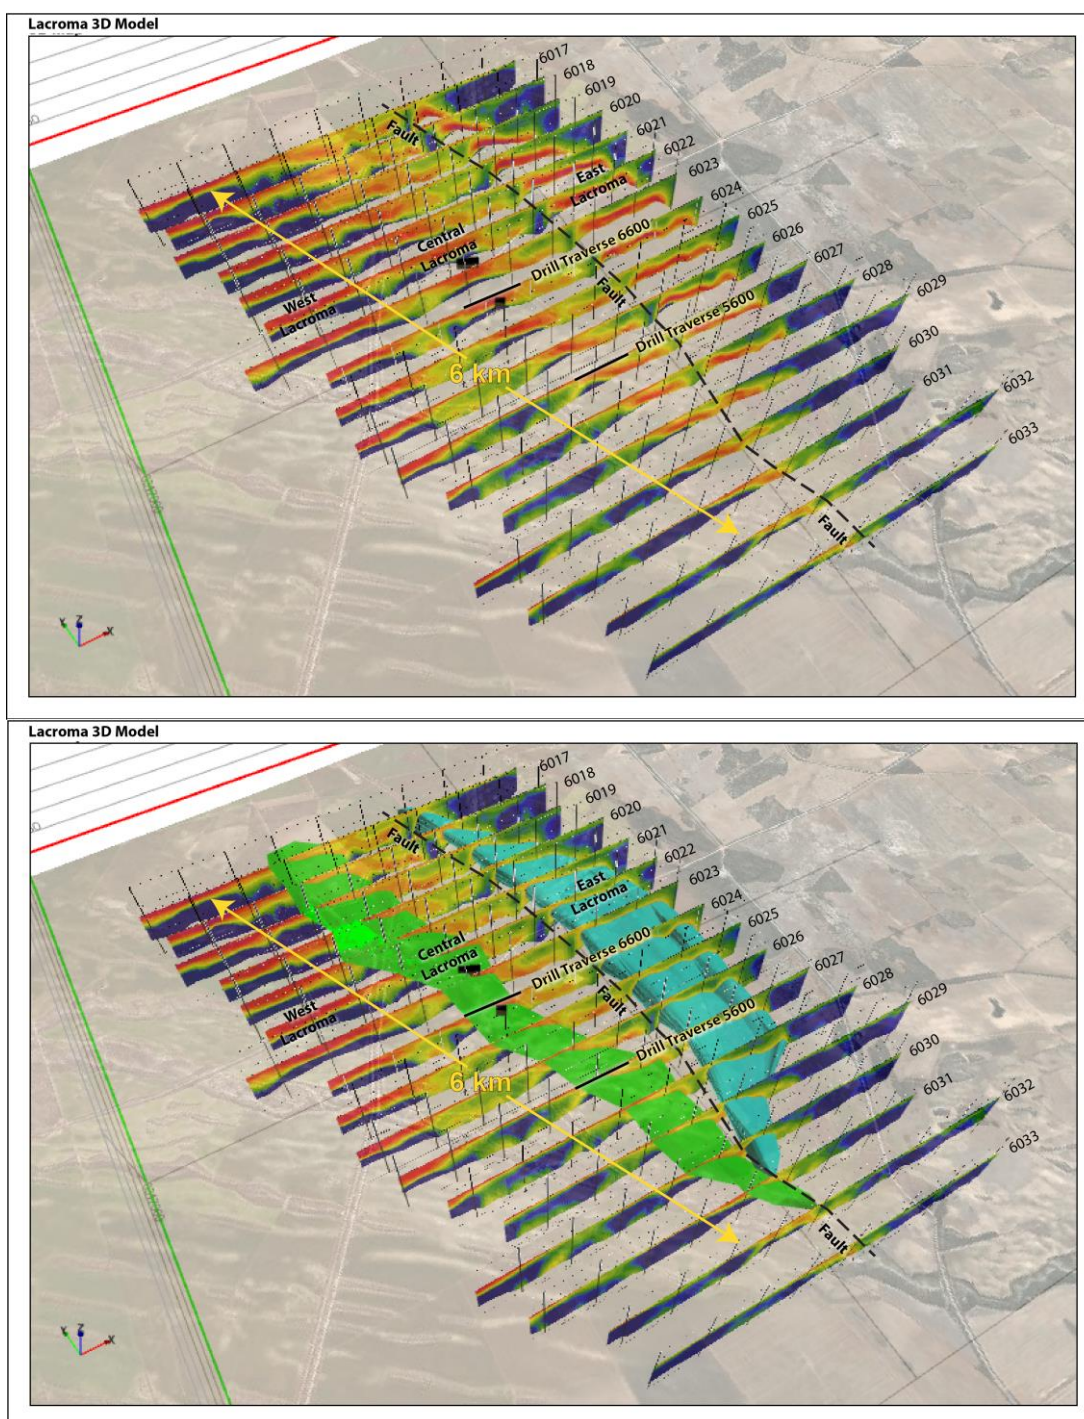 Lacroma 3D Model
6017
6018
6019
6020
6021
6022
6023
6024
6025
6026
6027
6028
6029
6030
6031
6032
6033
Fault
East
Lacroma
Central
Lacroma
Drill Traverse 6600
West
Lacroma
Fault
Drill Traverse 5600
6 km
Fault
Y Z X
Lacroma 3D Model
6017
6018
6019
6020
6021
6022
6023
6024
6025
6026
6027
6028
6029
6030
6031
6032
6033
Fault
East
Lacroma
Central
Lacroma
Drill Traverse 6600
West
Lacroma
Fault
Drill Traverse 5600
6 km
Fault
Y Z X